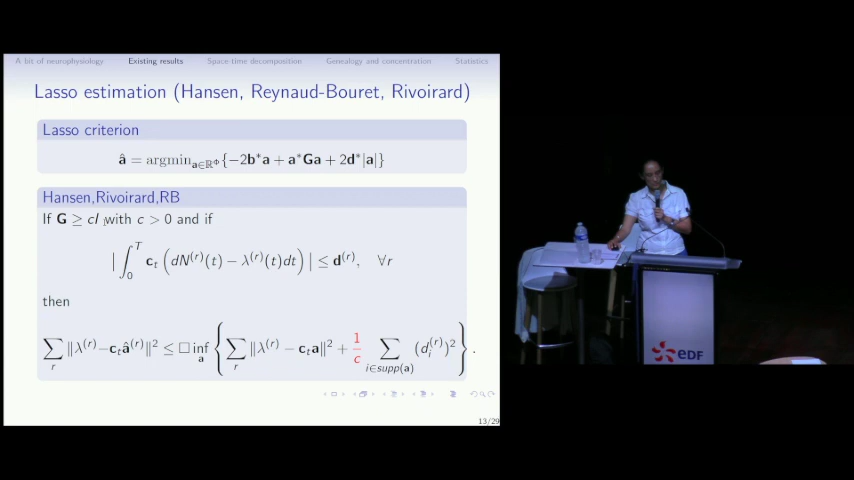 A bit of neurophysiology Existing results Space-time decomposition Genealogy and concentration Statistics
Lasso estimation (Hansen, Reynaud-Bouret, Rivoirard)
Lasso criterion
â = argmin_{a∈ℝ^Φ}{−2b*a + a*Ga + 2d*|a|}
Hansen,Rivoirard,RB
If G ≥ cI with c > 0 and if
| ∫_0^T c_t (dN^{(r)}(t) − λ^{(r)}(t)dt) | ≤ d^{(r)}, ∀r
then
∑_r ‖λ^{(r)}−c_tâ^{(r)}‖² ≤ □ inf_a { ∑_r ‖λ^{(r)} − c_ta‖² + 1/c ∑_{i∈supp(a)} (d_i^{(r)})² } .
13/29
eDF